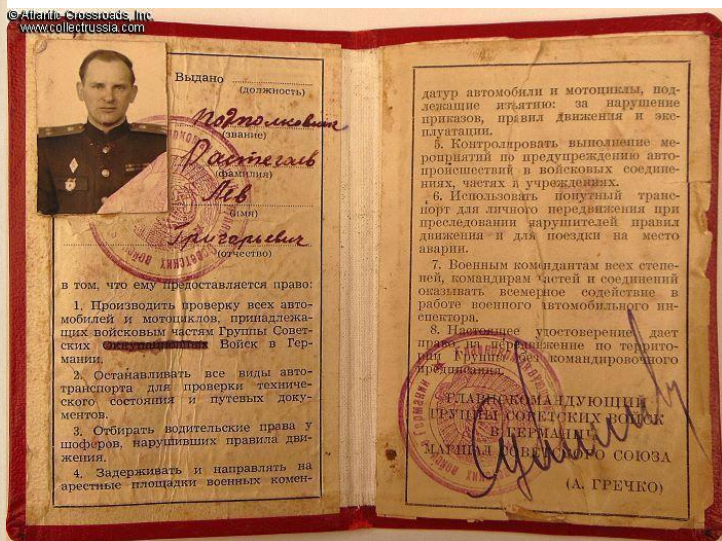 © Atlantic Crossroads, Inc.
www.collectrussia.com
Выдано
(должность)
Подполковник
(звание)
(фамилия)
Лев
(имя)
Григорьевич
(отчество)
в том, что ему предоставляется право:
1. Производить проверку всех авто-
мобилей и мотоциклов, принадлежа-
щих войсковым частям Группы Совет-
ских Оккупационных Войск в Гер-
мании.
2. Останавливать все виды авто-
транспорта для проверки техниче-
ского состояния и путевых доку-
ментов.
3. Отбирать водительские права у
шоферов, нарушивших правила дви-
жения.
4. Задерживать и направлять на
арестные площадки военных комен-
датур автомобили и мотоциклы, под-
лежащие изъятию: за нарушение
приказов, правил движения и экс-
плуатации.
5. Контролировать выполнение ме-
роприятий по предупреждению авто-
происшествий в войсковых соедине-
ниях, частях и учреждениях.
6. Использовать попутный транс-
порт для личного передвижения при
преследовании нарушителей правил
движения и для поездки на место
аварии.
7. Военным комендантам всех степе-
ней, командирам частей и соединений
оказывать всемерное содействие в
работе военного автомобильного ин-
спектора.
8. Настоящее удостоверение дает
право на передвижение по террито-
рии Группы без командировочного
предписания.
ГЛАВНОКОМАНДУЮЩИЙ
ГРУППЫ СОВЕТСКИХ ВОЙСК
В ГЕРМАНИИ
МАРШАЛ СОВЕТСКОГО СОЮЗА
(А. ГРЕЧКО)